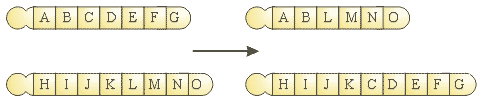 A B C D E F G
A B L M N O
H I J K L M N O
H I J K C D E F G